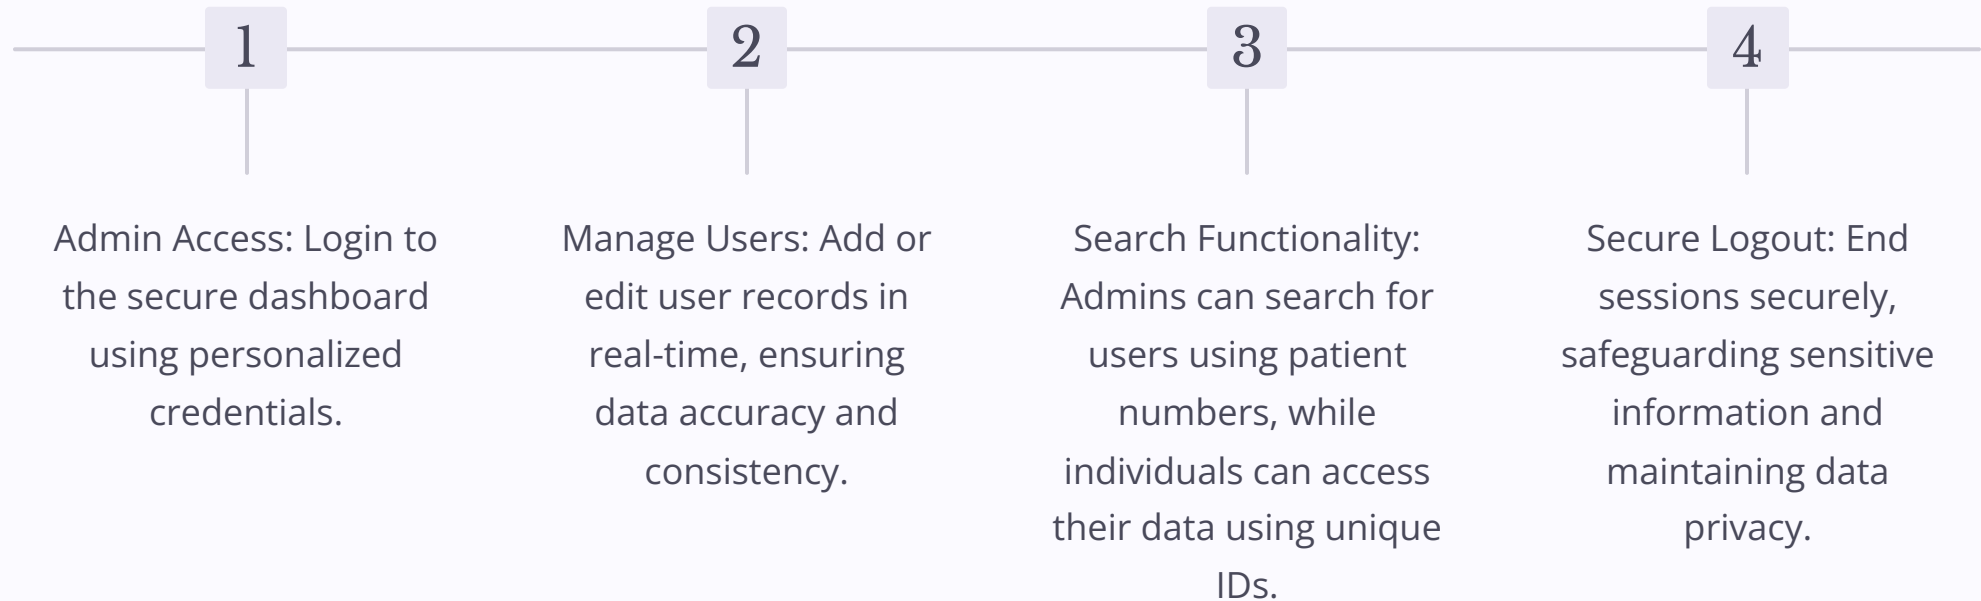 1
Admin Access: Login to
the secure dashboard
using personalized
credentials.
2
Manage Users: Add or
edit user records in
real-time, ensuring
data accuracy and
consistency.
3
Search Functionality:
Admins can search for
users using patient
numbers, while
individuals can access
their data using unique
IDs.
4
Secure Logout: End
sessions securely,
safeguarding sensitive
information and
maintaining data
privacy.